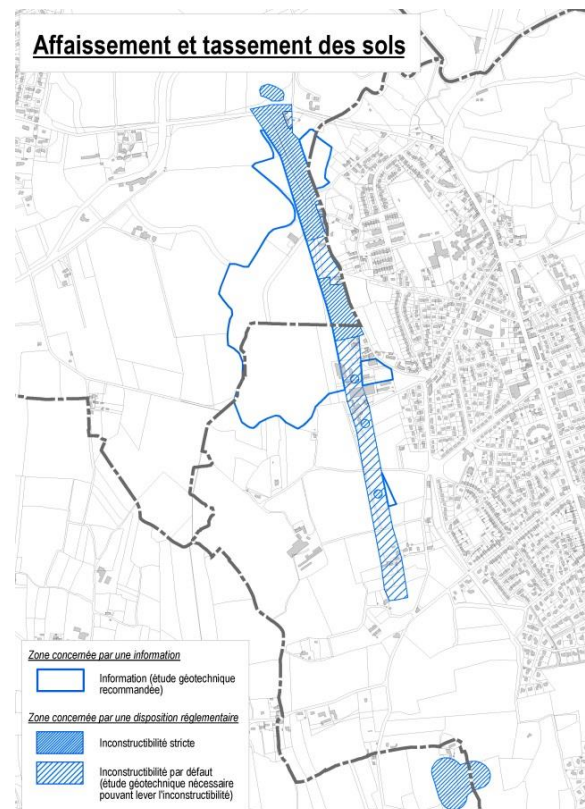 Affaissement et tassement des sols
Zone concernée par une information
Information (étude géotechnique
recommandée)
Zone concernée par une disposition réglementaire
Inconstructibilité stricte
Inconstructibilité par défaut
(étude géotechnique nécessaire
pouvant lever l'inconstructibilité)